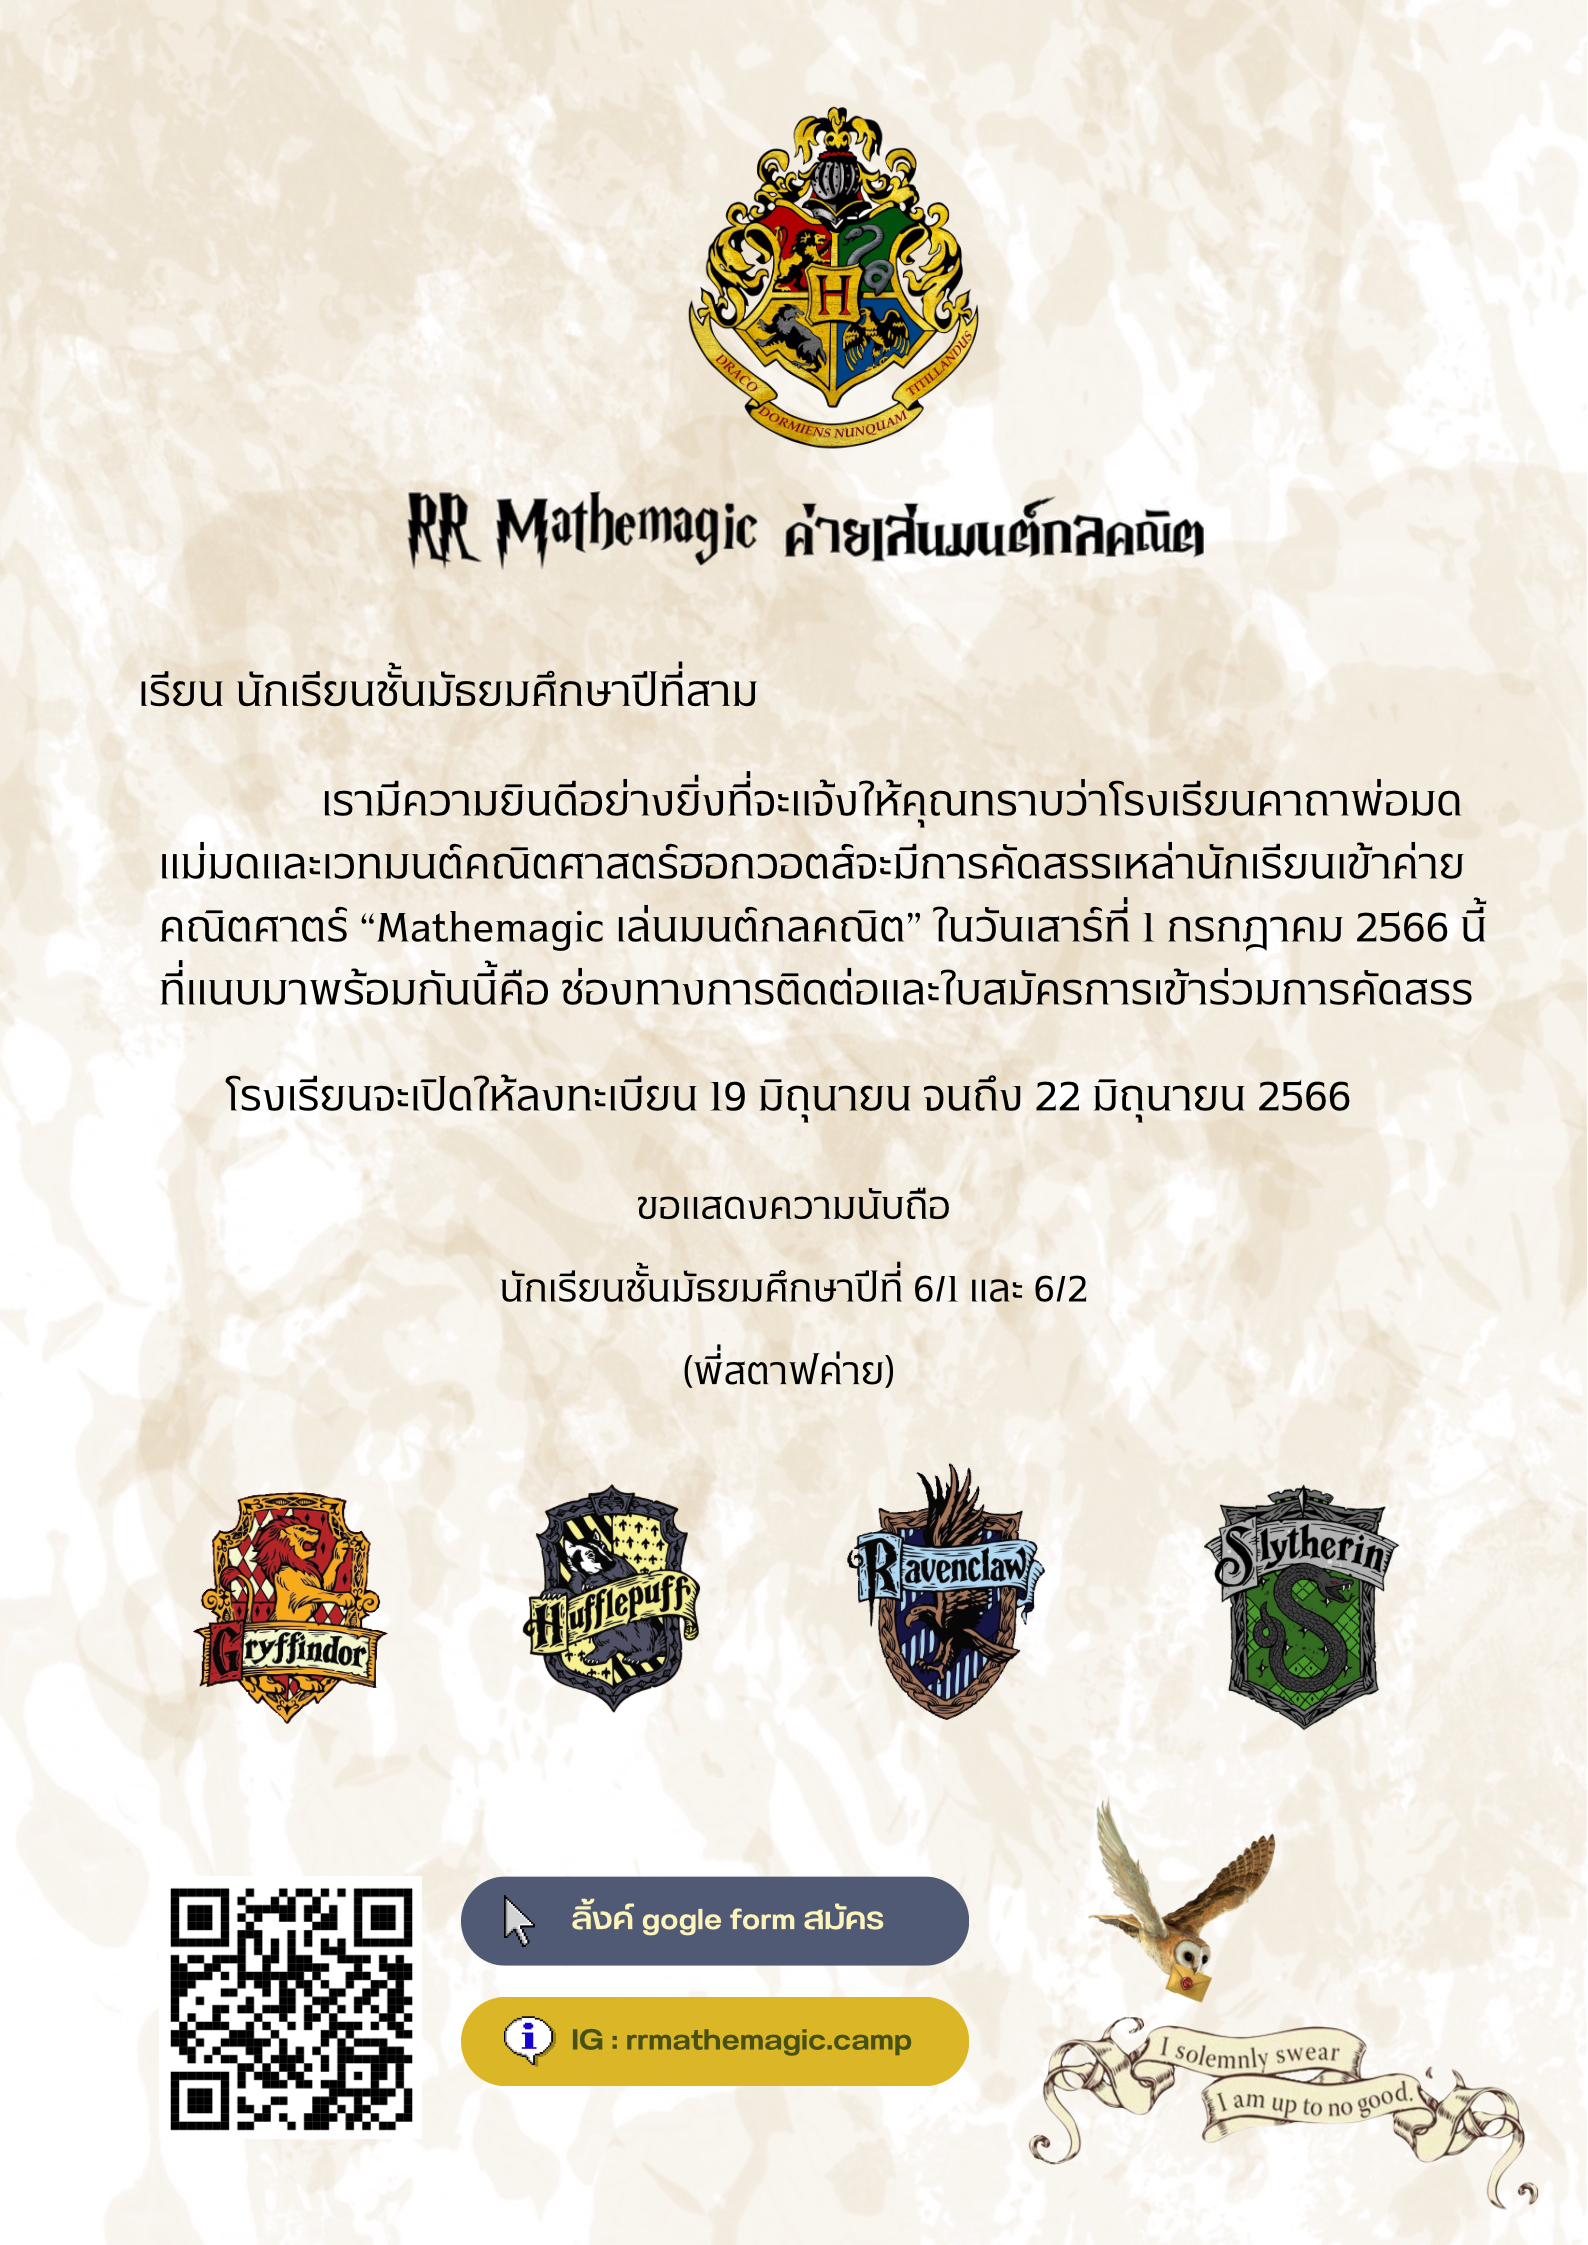 DRACO DORMIENS NUNQUAM TITILLANDUS
RR Mathemagic ค่ายเล่นมนต์กลคณิต
เรียน นักเรียนชั้นมัธยมศึกษาปีที่สาม
เรามีความยินดีอย่างยิ่งที่จะแจ้งให้คุณทราบว่าโรงเรียนคาถาพ่อมด
แม่มดและเวทมนต์คณิตศาสตร์ฮอกวอตส์จะมีการคัดสรรเหล่านักเรียนเข้าค่าย
คณิตศาตร์ “Mathemagic เล่นมนต์กลคณิต” ในวันเสาร์ที่ 1 กรกฎาคม 2566 นี้
ที่แนบมาพร้อมกันนี้คือ ช่องทางการติดต่อและใบสมัครการเข้าร่วมการคัดสรร
โรงเรียนจะเปิดให้ลงทะเบียน 19 มิถุนายน จนถึง 22 มิถุนายน 2566
ขอแสดงความนับถือ
นักเรียนชั้นมัธยมศึกษาปีที่ 6/1 และ 6/2
(พี่สตาฟค่าย)
Gryffindor
Hufflepuff
Ravenclaw
Slytherin
ลิ้งค์ gogle form สมัคร
IG : rrmathemagic.camp
I solemnly swear
I am up to no good.